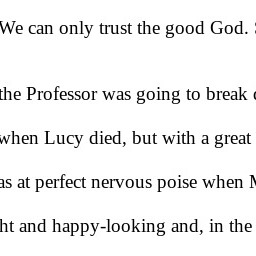 We can only trust the good God.
the Professor was going to break
when Lucy died, but with a great
as at perfect nervous poise when
ht and happy-looking and, in the